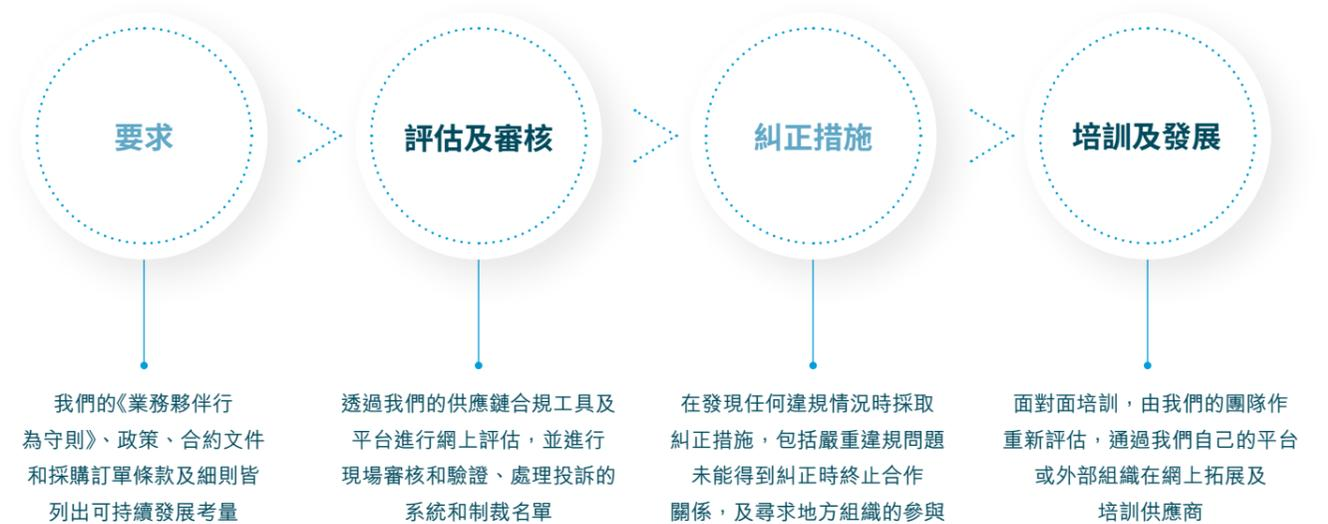 要求
評估及審核
糾正措施
培訓及發展
我們的《業務夥伴行
為守則》、政策、合約文件
和採購訂單條款及細則皆
列出可持續發展考量
透過我們的供應鏈合規工具及
平台進行網上評估，並進行
現場審核和驗證、處理投訴的
系統和制裁名單
在發現任何違規情況時採取
糾正措施，包括嚴重違規問題
未能得到糾正時終止合作
關係，及尋求地方組織的參與
面對面培訓，由我們的團隊作
重新評估，通過我們自己的平台
或外部組織在網上拓展及
培訓供應商